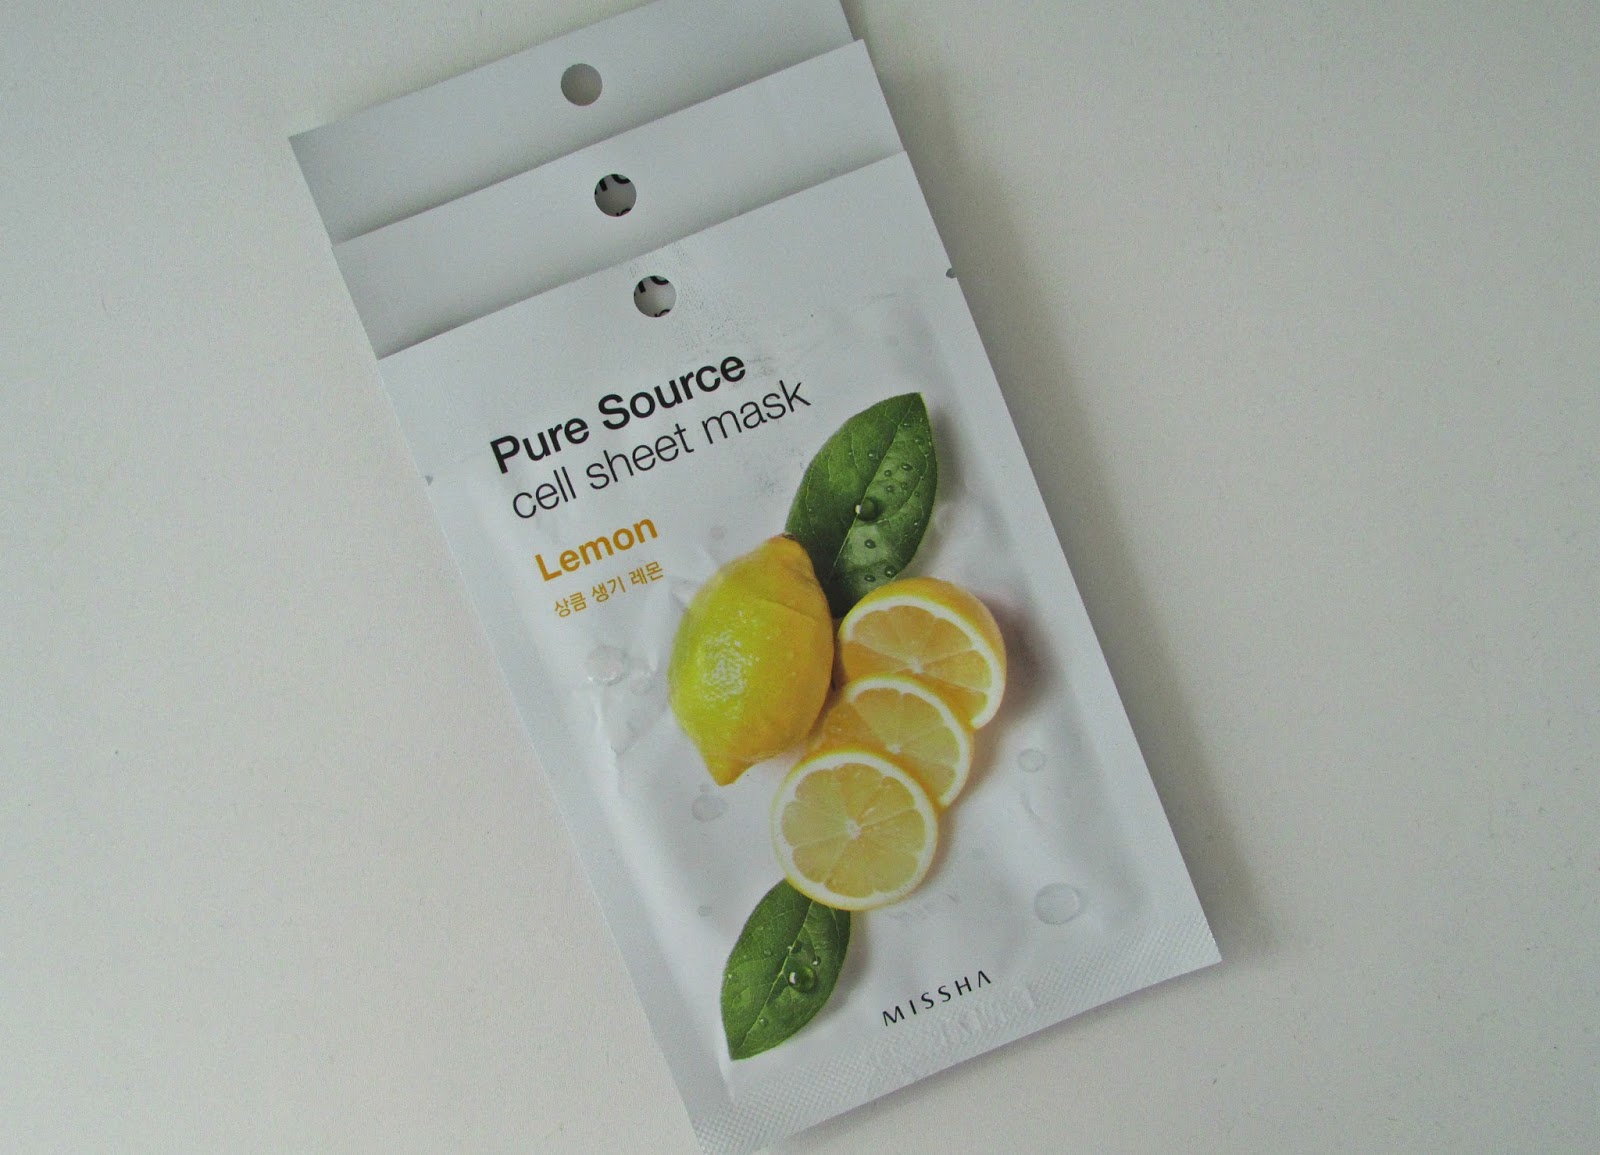 Pure Source
cell sheet mask
Lemon
상큼 생기 레몬
MISSHA